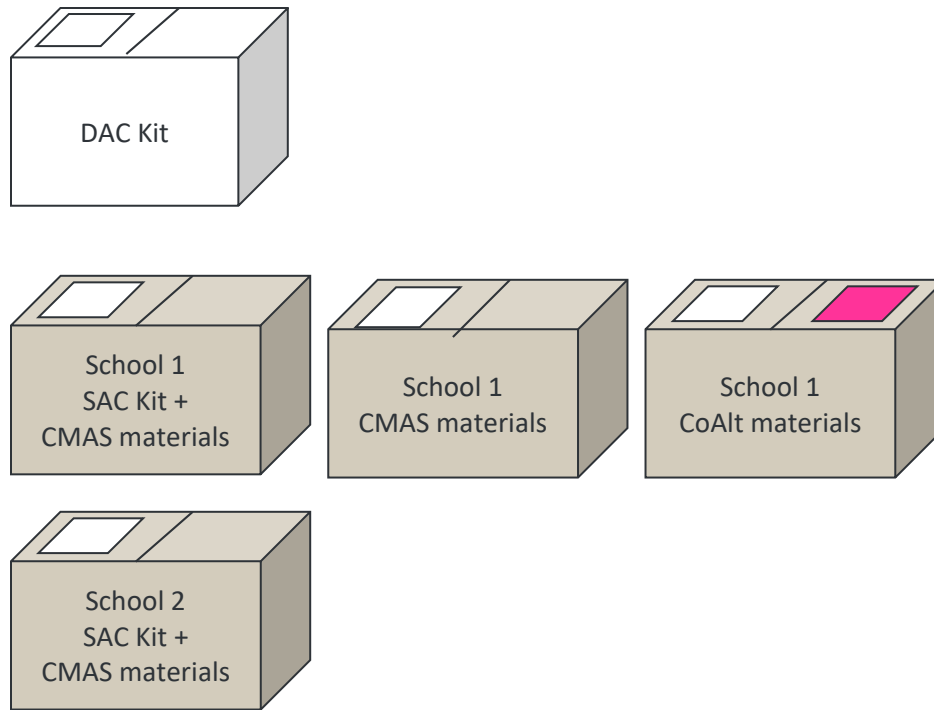 DAC Kit
School 1
SAC Kit +
CMAS materials
School 1
CMAS materials
School 1
CoAlt materials
School 2
SAC Kit +
CMAS materials